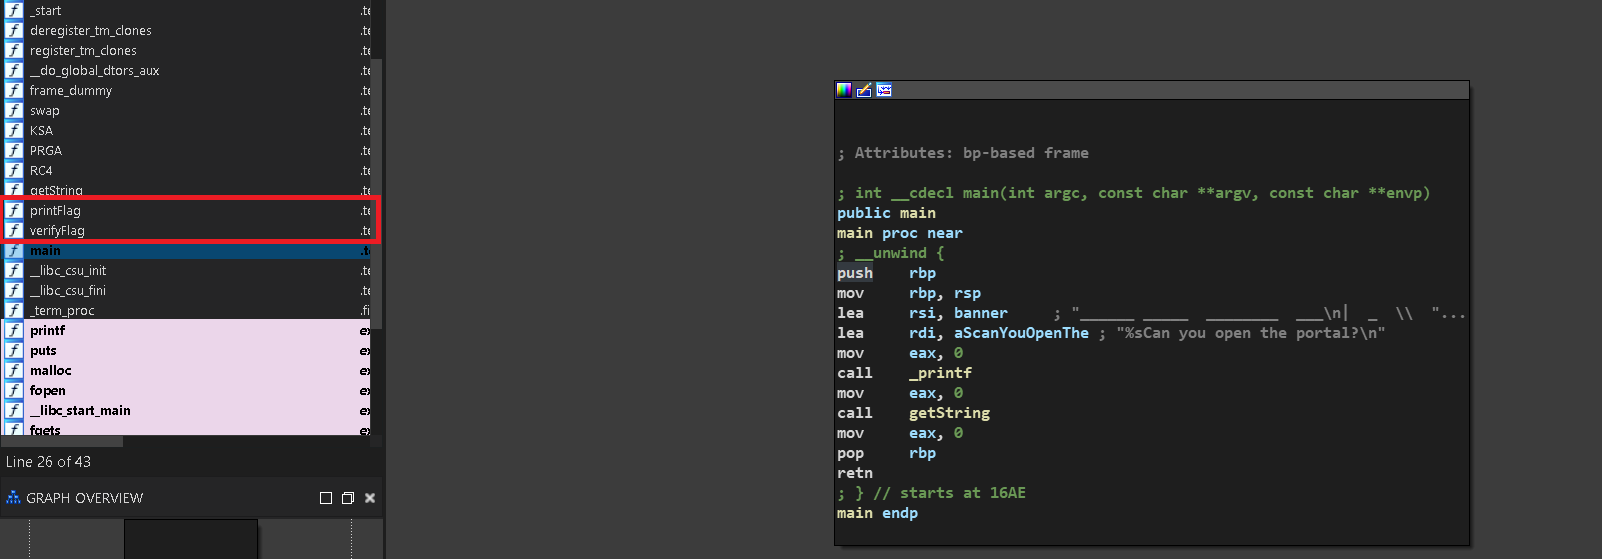 _start .te
deregister_tm_clones .te
register_tm_clones .te
__do_global_dtors_aux .te
frame_dummy .te
swap .te
KSA .te
PRGA .te
RC4 .te
getString .te
printFlag .te
verifyFlag .te
main .te
__libc_csu_init .te
__libc_csu_fini .te
_term_proc .fi
printf ex
puts ex
malloc ex
fopen ex
__libc_start_main ex
fgets ex
Line 26 of 43
GRAPH OVERVIEW
; Attributes: bp-based frame
; int __cdecl main(int argc, const char **argv, const char **envp)
public main
main proc near
; __unwind {
push rbp
mov rbp, rsp
lea rsi, banner ; "______ _____  ________  ___\n|  _  \\  "...
lea rdi, aScanYouOpenThe ; "%sCan you open the portal?\n"
mov eax, 0
call _printf
mov eax, 0
call getString
mov eax, 0
pop rbp
retn
; } // starts at 16AE
main endp